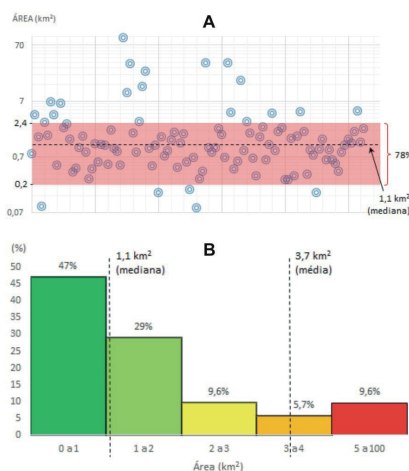 ÁREA (km²)
A
70
7
2,4
0,7
0,2
0,07
78%
1,1 km²
(mediana)
B
(%)
50
45
40
35
30
25
20
15
10
5
0
1,1 km²
(mediana)
3,7 km²
(média)
47%
29%
9,6%
5,7%
9,6%
0 a 1
1 a 2
2 a 3
3 a 4
5 a 100
Área (km²)